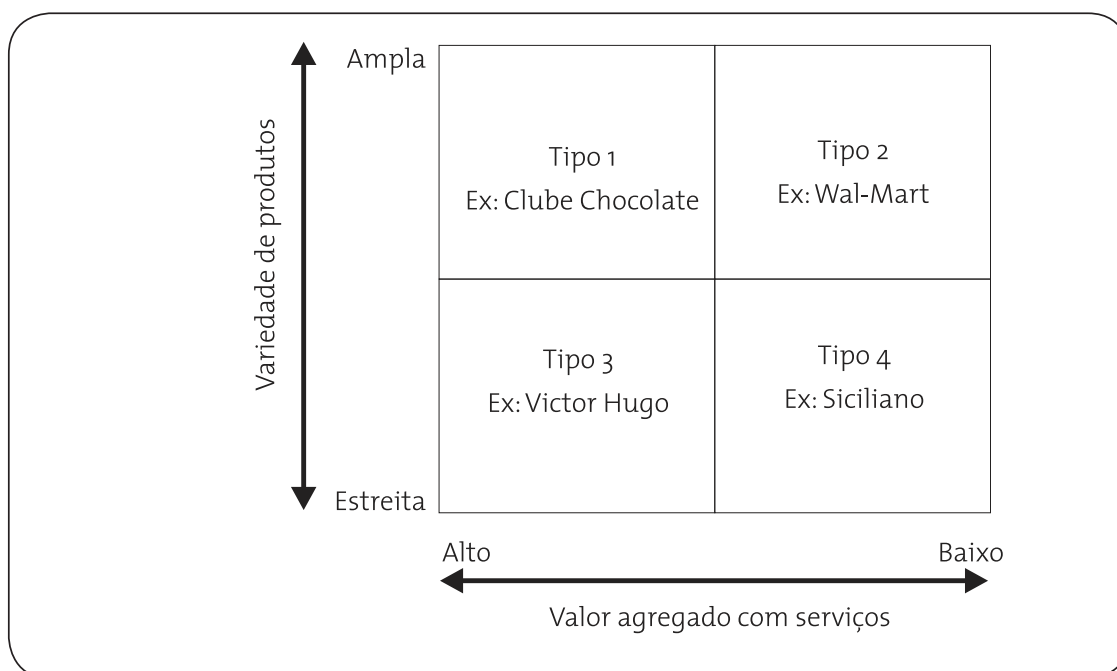 Ampla
Variedade de produtos
Tipo 1
Ex: Clube Chocolate
Tipo 2
Ex: Wal-Mart
Tipo 3
Ex: Victor Hugo
Tipo 4
Ex: Siciliano
Estreita
Alto
Baixo
Valor agregado com serviços